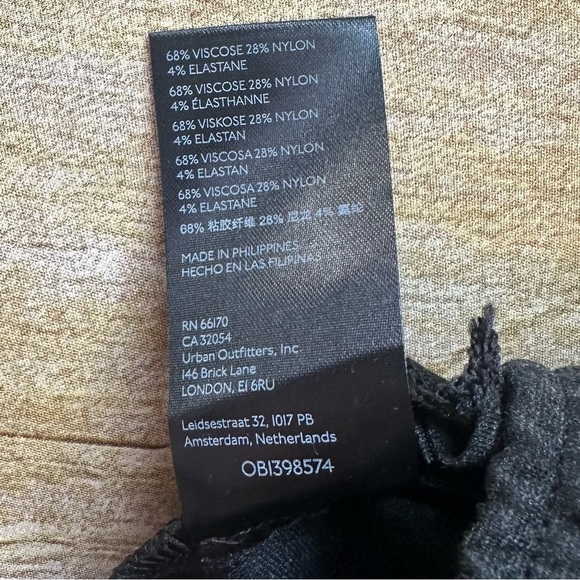 68% VISCOSE 28% NYLON
4% ELASTANE
68% VISCOSE 28% NYLON
4% ÉLASTHANNE
68% VISKOSE 28% NYLON
4% ELASTAN
68% VISCOSA 28% NYLON
4% ELASTAN
68% VISCOSA 28% NYLON
4% ELASTANE
68% 粘胶纤维 28% 尼龙 4% 氨纶
MADE IN PHILIPPINES
HECHO EN LAS FILIPINAS
RN 66170
CA 32054
Urban Outfitters, Inc.
146 Brick Lane
LONDON, E1 6RU
Leidsestraat 32, 1017 PB
Amsterdam, Netherlands
OB1398574